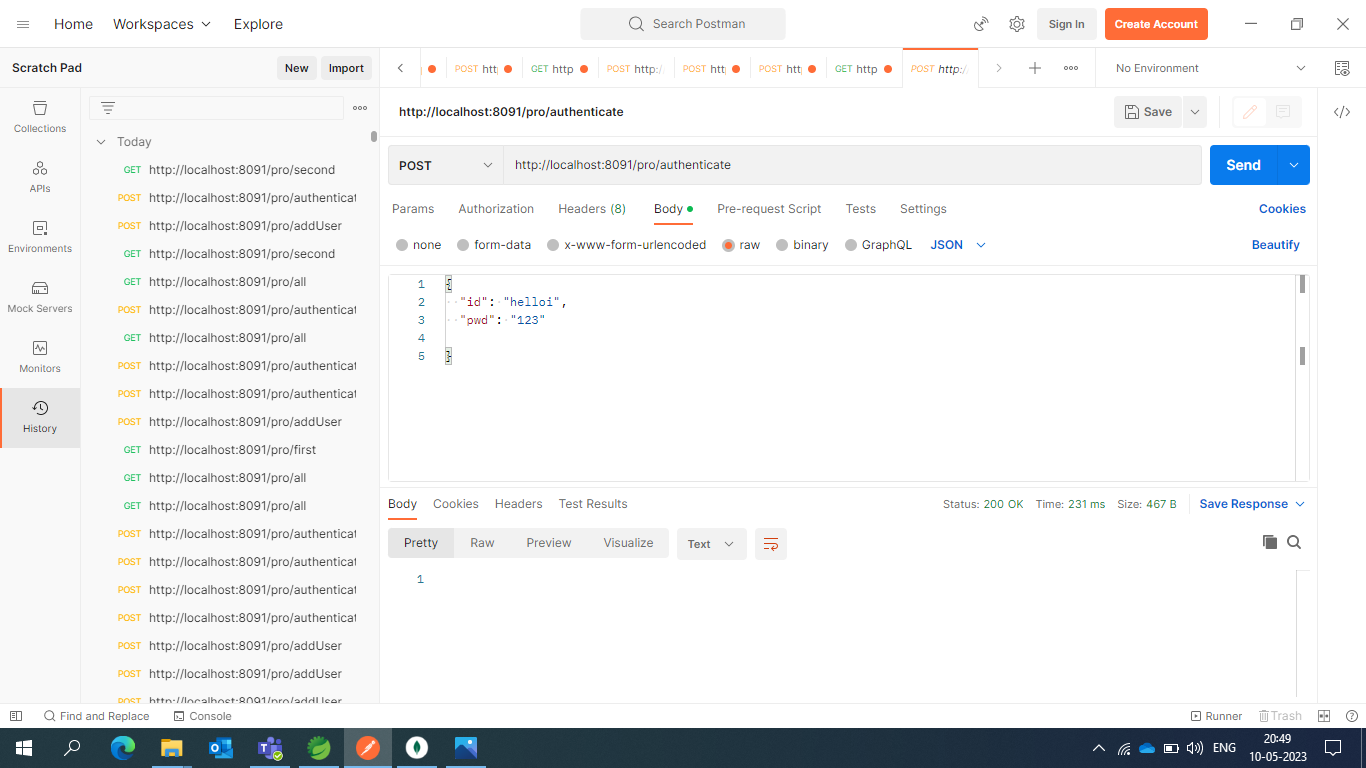 Home Workspaces Explore Search Postman Sign In Create Account
Scratch Pad New Import
POST htt GET http POST http:/ POST htt POST htt GET http POST http:/ No Environment
Collections
APIs
Environments
Mock Servers
Monitors
History
Today
GET http://localhost:8091/pro/second
POST http://localhost:8091/pro/authenticat
POST http://localhost:8091/pro/addUser
GET http://localhost:8091/pro/second
GET http://localhost:8091/pro/all
POST http://localhost:8091/pro/authenticat
GET http://localhost:8091/pro/all
POST http://localhost:8091/pro/authenticat
POST http://localhost:8091/pro/authenticat
POST http://localhost:8091/pro/addUser
GET http://localhost:8091/pro/first
GET http://localhost:8091/pro/all
GET http://localhost:8091/pro/all
POST http://localhost:8091/pro/authenticat
POST http://localhost:8091/pro/authenticat
POST http://localhost:8091/pro/authenticat
POST http://localhost:8091/pro/authenticat
POST http://localhost:8091/pro/addUser
POST http://localhost:8091/pro/addUser
POST http://localhost:8091/pro/addUser
http://localhost:8091/pro/authenticate Save
POST http://localhost:8091/pro/authenticate Send
Params Authorization Headers (8) Body Pre-request Script Tests Settings Cookies
none form-data x-www-form-urlencoded raw binary GraphQL JSON Beautify
1 {
2 "id": "helloi",
3 "pwd": "123"
4
5 }
Body Cookies Headers Test Results Status: 200 OK Time: 231 ms Size: 467 B Save Response
Pretty Raw Preview Visualize Text
1
Find and Replace Console Runner Trash
ENG 20:49
10-05-2023